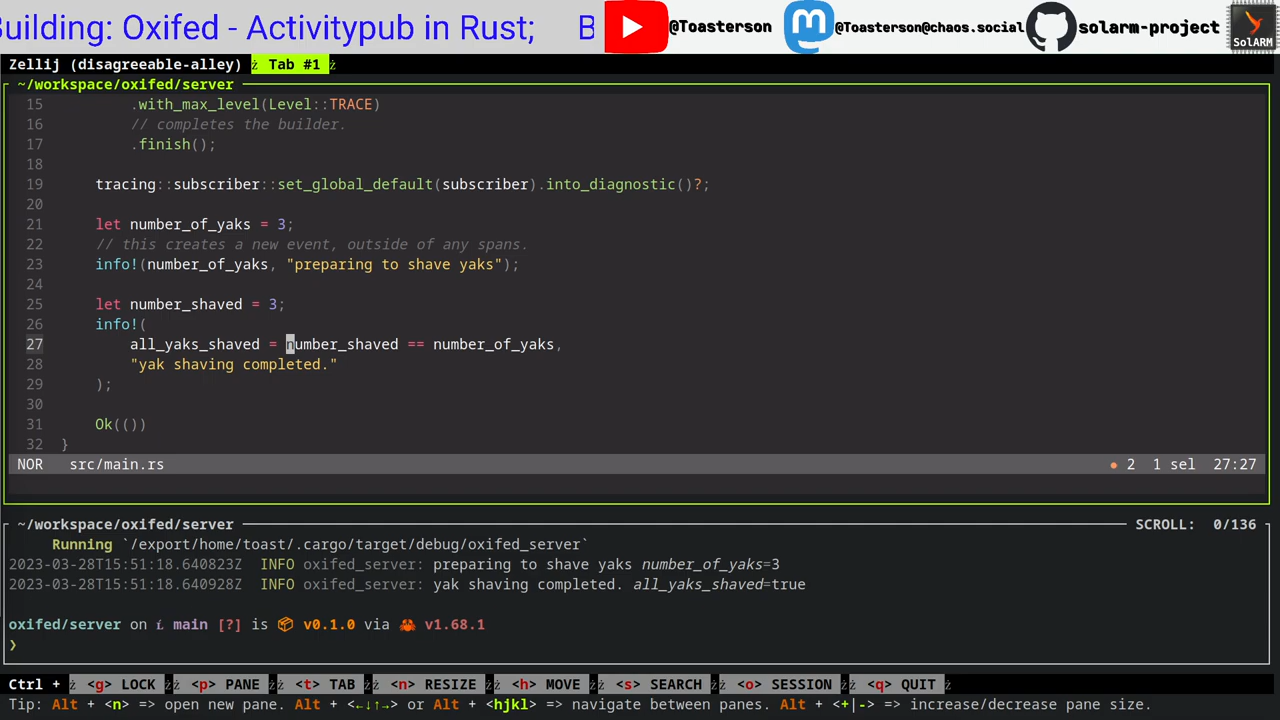 Building: Oxifed - Activitypub in Rust; B
@Toasterson @Toasterson@chaos.social solarm-project SolARM
Zellij (disagreeable-alley) Tab #1
~/workspace/oxifed/server
15 .with_max_level(Level::TRACE)
16 // completes the builder.
17 .finish();
18
19 tracing::subscriber::set_global_default(subscriber).into_diagnostic()?;
20
21 let number_of_yaks = 3;
22 // this creates a new event, outside of any spans.
23 info!(number_of_yaks, "preparing to shave yaks");
24
25 let number_shaved = 3;
26 info!(
27 all_yaks_shaved = number_shaved == number_of_yaks,
28 "yak shaving completed."
29 );
30
31 Ok(())
32 }
NOR src/main.rs 2 1 sel 27:27
~/workspace/oxifed/server SCROLL: 0/136
Running `/export/home/toast/.cargo/target/debug/oxifed_server`
2023-03-28T15:51:18.640823Z INFO oxifed_server: preparing to shave yaks number_of_yaks=3
2023-03-28T15:51:18.640928Z INFO oxifed_server: yak shaving completed. all_yaks_shaved=true
oxifed/server on main [?] is 📦 v0.1.0 via 🦀 v1.68.1
❯
Ctrl + <g> LOCK <p> PANE <t> TAB <n> RESIZE <h> MOVE <s> SEARCH <o> SESSION <q> QUIT
Tip: Alt + <n> => open new pane. Alt + <←↓↑→> or Alt + <hjkl> => navigate between panes. Alt + <+|-> => increase/decrease pane size.